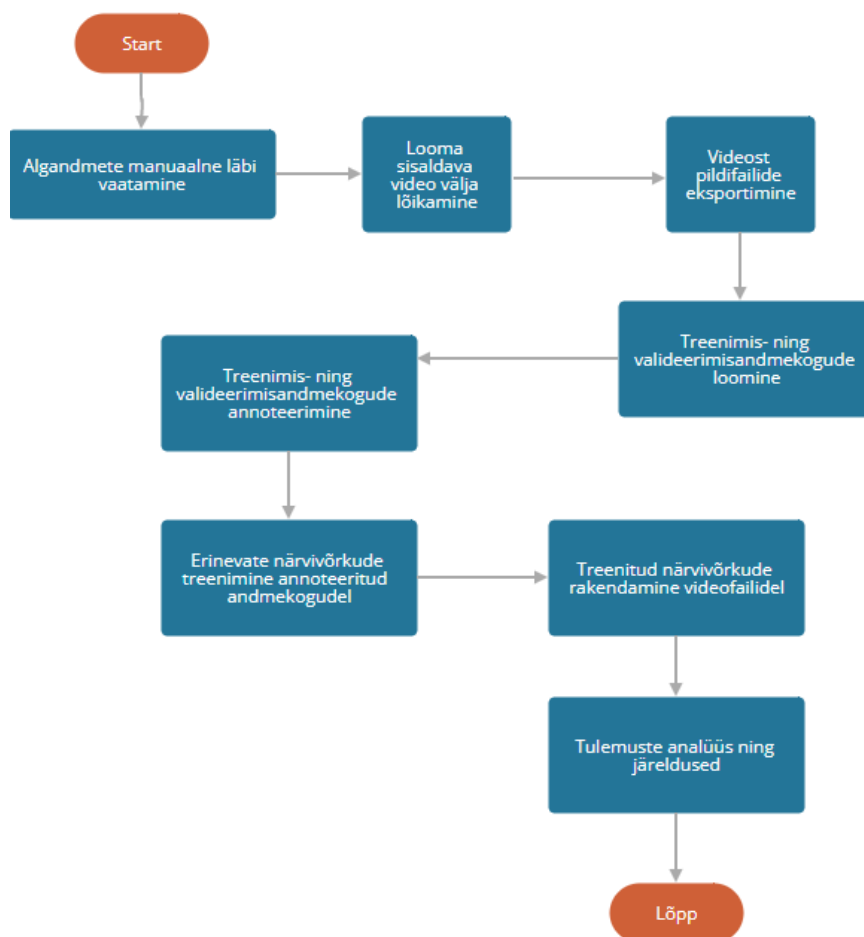 Start
Algandmete manuaalne läbi
vaatamine
Looma
sisaldava
video välja
lõikamine
Videost
pildifailide
eksportimine
Treenimis- ning
valideerimisandmekogude
loomine
Treenimis- ning
valideerimisandmekogude
annoteerimine
Erinevate närvivõrkude
treenimine annoteeritud
andmekogudel
Treenitud närvivõrkude
rakendamine videofailidel
Tulemuste analüüs ning
järeldused
Lõpp